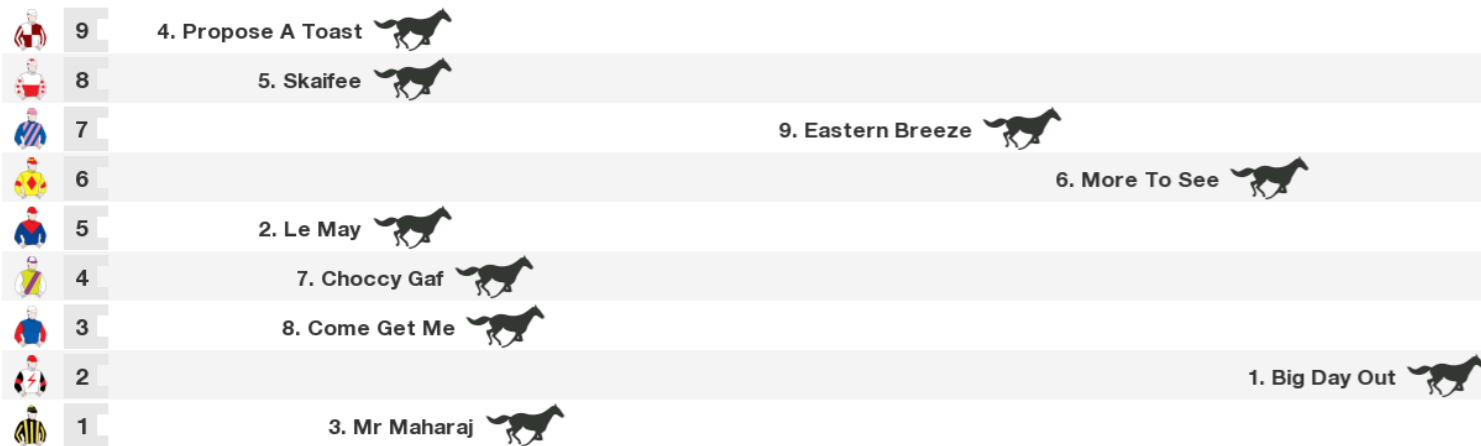 9 4. Propose A Toast
8 5. Skaifee
7 9. Eastern Breeze
6 6. More To See
5 2. Le May
4 7. Choccy Gaf
3 8. Come Get Me
2 1. Big Day Out
1 3. Mr Maharaj